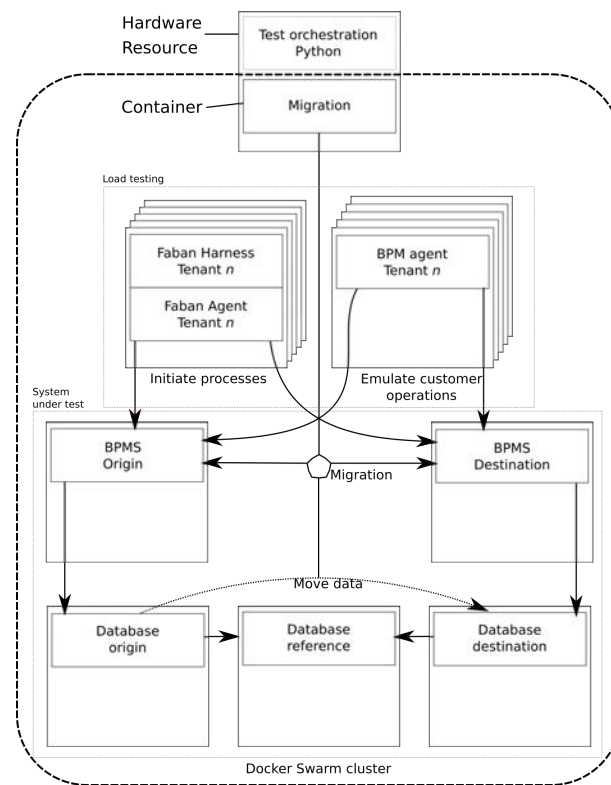 Hardware
Resource
Test orchestration
Python
Container
Migration
Load testing
Faban Harness
Tenant n
Faban Agent
Tenant n
BPM agent
Tenant n
Initiate processes
Emulate customer
operations
System
under test
BPMS
Origin
BPMS
Destination
Migration
Move data
Database
origin
Database
reference
Database
destination
Docker Swarm cluster